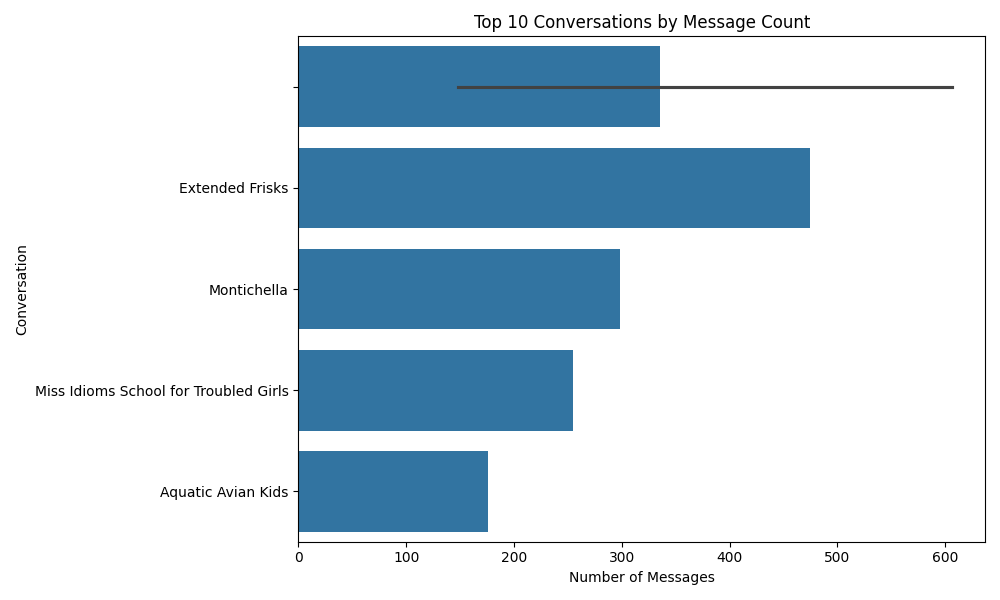 Top 10 Conversations by Message Count
Conversation
Extended Frisks
Montichella
Miss Idioms School for Troubled Girls
Aquatic Avian Kids
0 100 200 300 400 500 600
Number of Messages